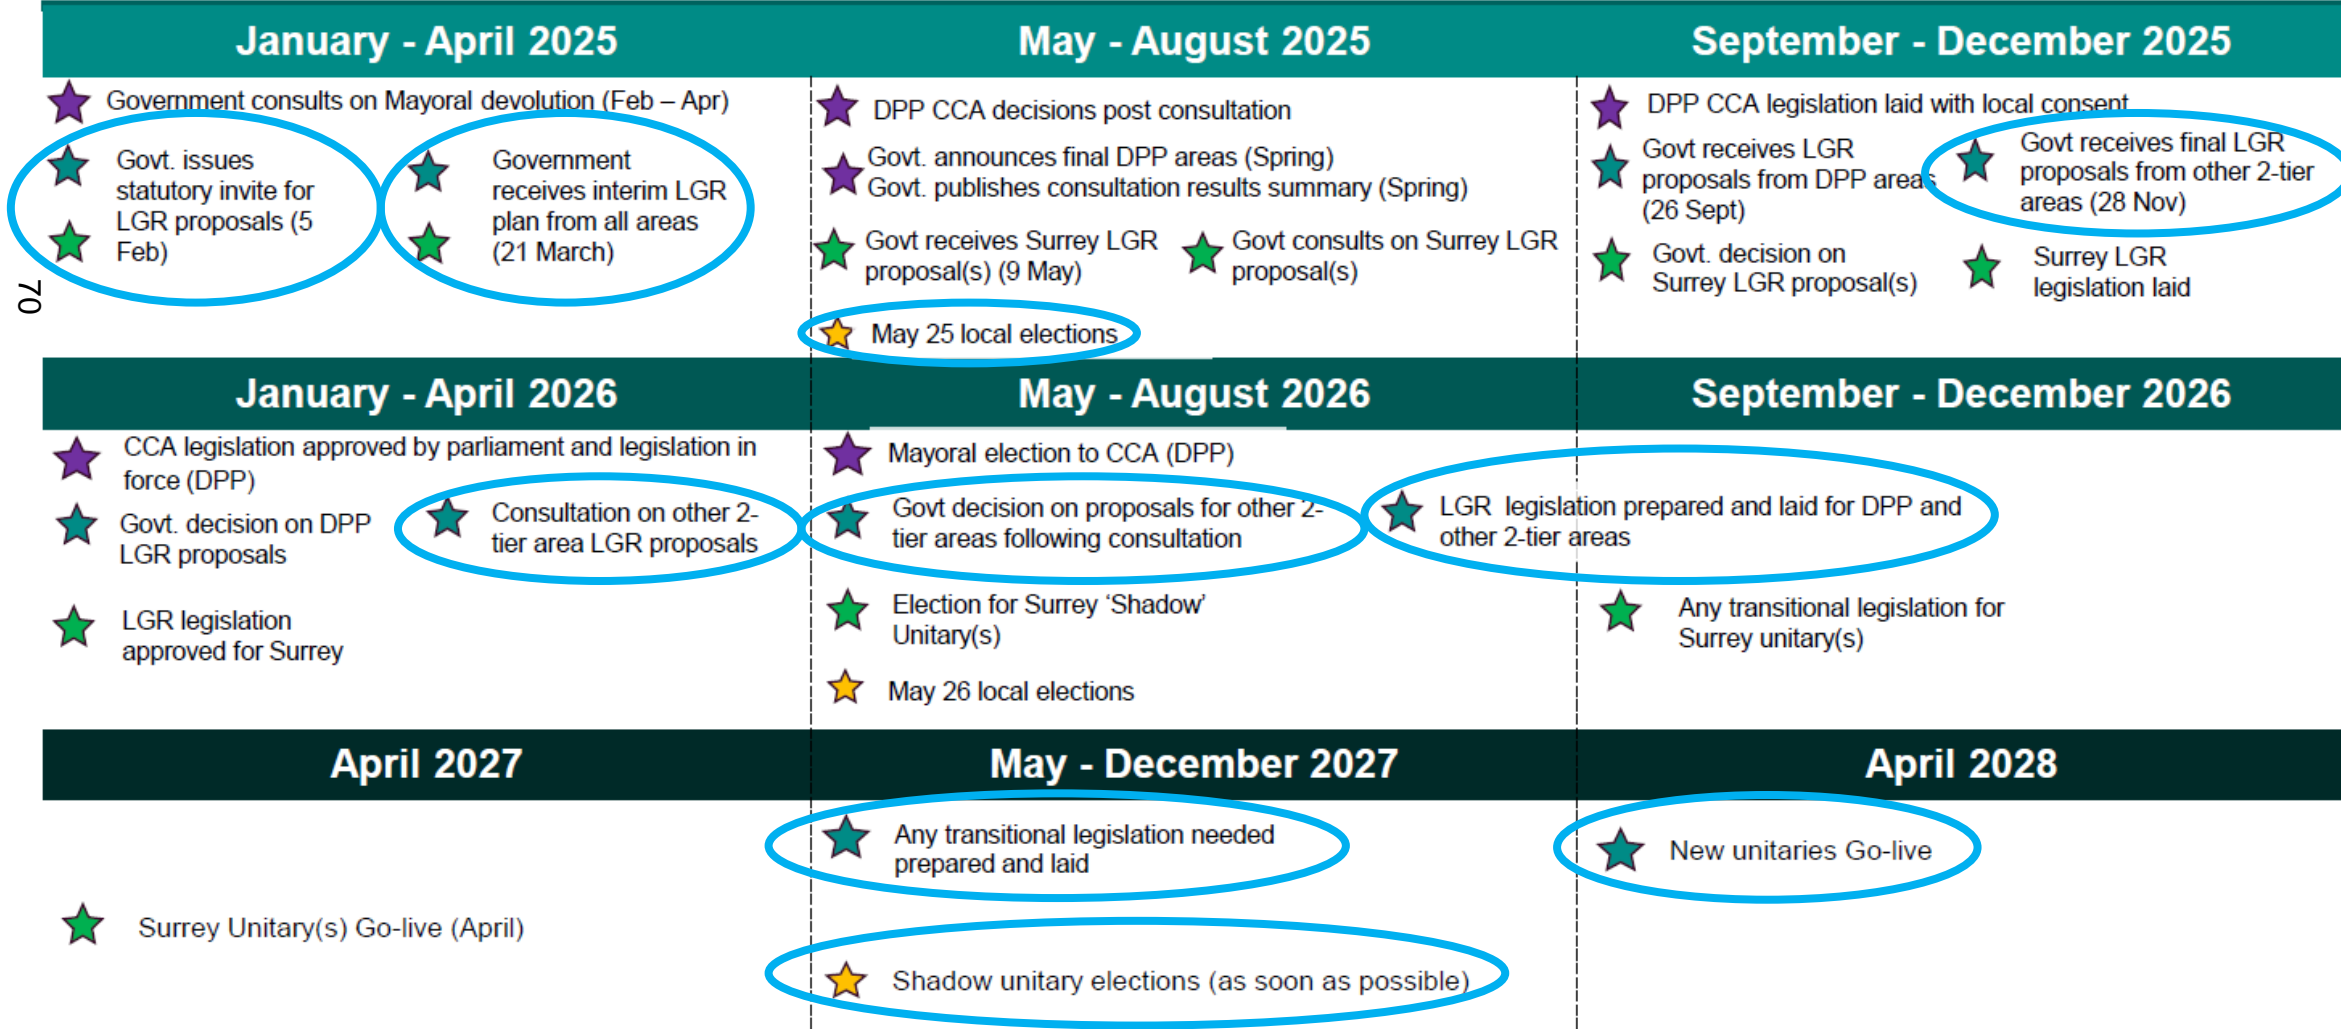 January - April 2025
May - August 2025
September - December 2025
Government consults on Mayoral devolution (Feb – Apr)
Govt. issues
statutory invite for
LGR proposals (5
Feb)
Government
receives interim LGR
plan from all areas
(21 March)
DPP CCA decisions post consultation
Govt. announces final DPP areas (Spring)
Govt. publishes consultation results summary (Spring)
Govt receives Surrey LGR
proposal(s) (9 May)
Govt consults on Surrey LGR
proposal(s)
May 25 local elections
DPP CCA legislation laid with local consent
Govt receives LGR
proposals from DPP areas
(26 Sept)
Govt receives final LGR
proposals from other 2-tier
areas (28 Nov)
Govt. decision on
Surrey LGR proposal(s)
Surrey LGR
legislation laid
70
January - April 2026
May - August 2026
September - December 2026
CCA legislation approved by parliament and legislation in
force (DPP)
Govt. decision on DPP
LGR proposals
Consultation on other 2-
tier area LGR proposals
LGR legislation
approved for Surrey
Mayoral election to CCA (DPP)
Govt decision on proposals for other 2-
tier areas following consultation
Election for Surrey ‘Shadow’
Unitary(s)
May 26 local elections
LGR legislation prepared and laid for DPP and
other 2-tier areas
Any transitional legislation for
Surrey unitary(s)
April 2027
May - December 2027
April 2028
Surrey Unitary(s) Go-live (April)
Any transitional legislation needed
prepared and laid
Shadow unitary elections (as soon as possible)
New unitaries Go-live